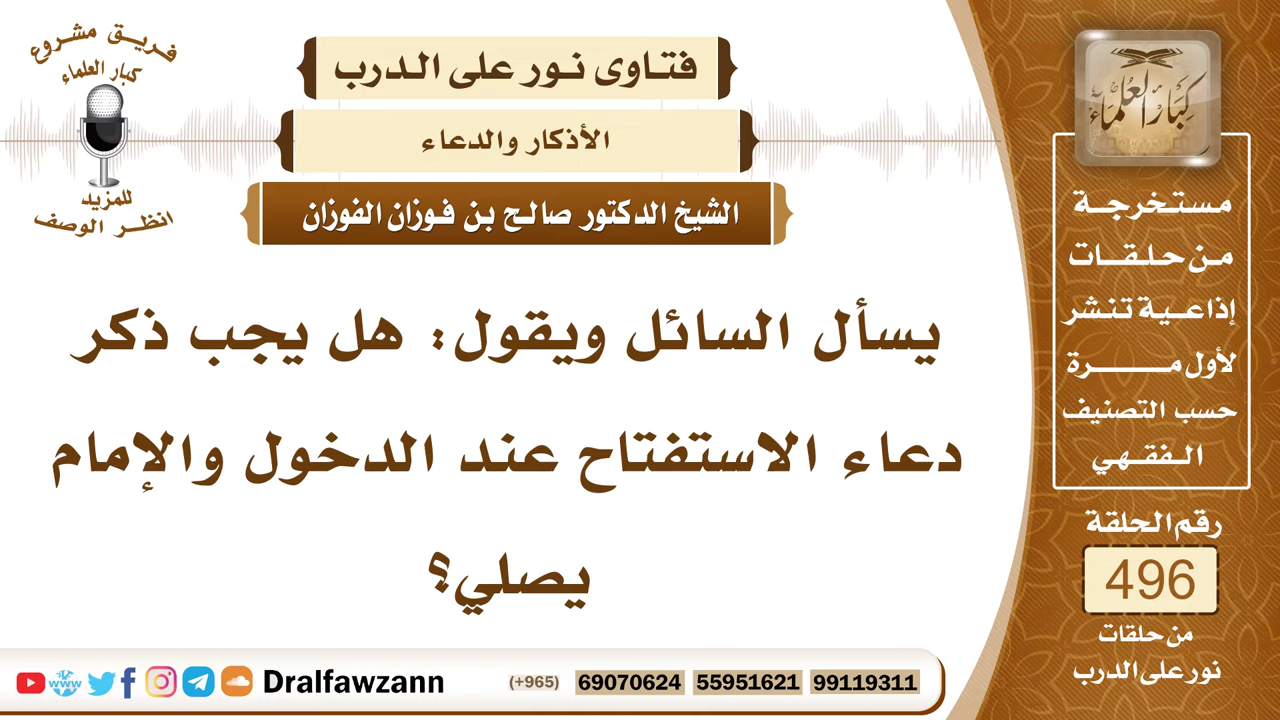 فريق مشروع
كبار العلماء
للمزيد
انظر الوصف
فتاوى نور على الدرب
الأذكار والدعاء
الشيخ الدكتور صالح بن فوزان الفوزان
يسأل السائل ويقول: هل يجب ذكر
دعاء الاستفتاح عند الدخول والإمام
يصلي؟
كبار العلماء
مستخرجة
من حلقات
إذاعية تنشر
لأول مرة
حسب التصنيف
الفقهي
رقم الحلقة
496
من حلقات
نور على الدرب
www Dralfawzann (+965) 69070624 55951621 99119311